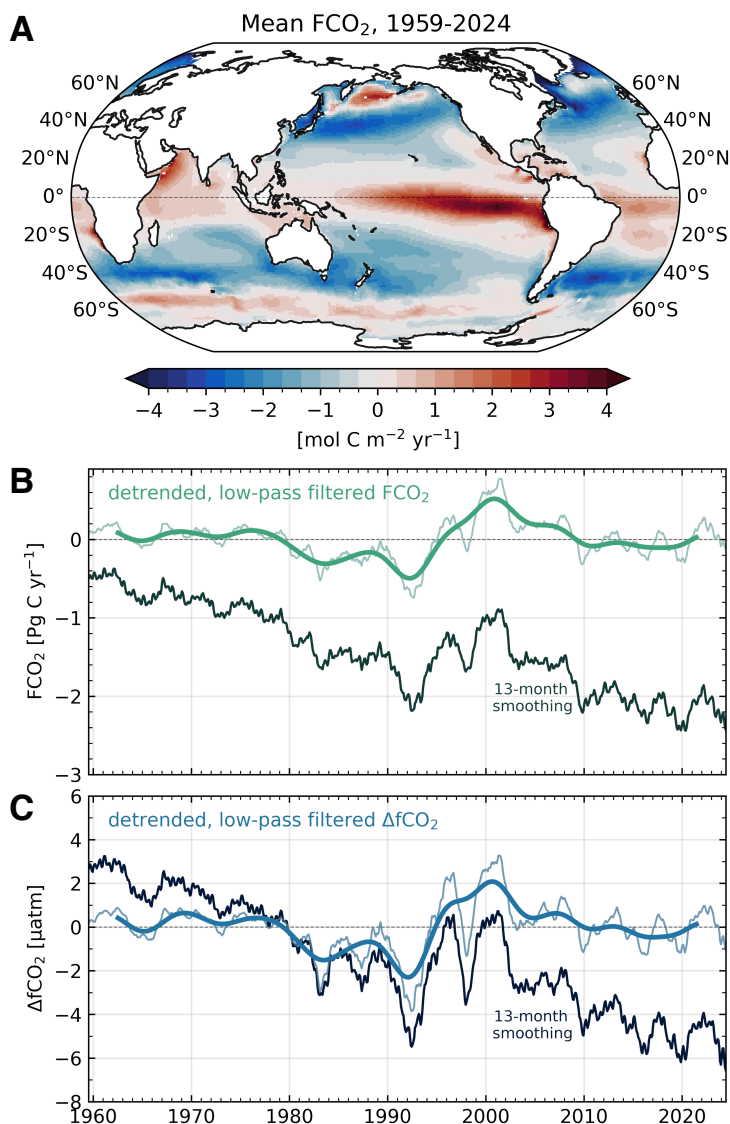 A
Mean FCO₂, 1959-2024
60°N 60°N
40°N 40°N
20°N 20°N
0° 0°
20°S 20°S
40°S 40°S
60°S 60°S
−4 −3 −2 −1 0 1 2 3 4
[mol C m⁻² yr⁻¹]
B
detrended, low-pass filtered FCO₂
0
−1
−2
−3
FCO₂ [Pg C yr⁻¹]
13-month
smoothing
C
detrended, low-pass filtered ΔfCO₂
6
4
2
0
−2
−4
−6
−8
ΔfCO₂ [µatm]
13-month
smoothing
1960 1970 1980 1990 2000 2010 2020